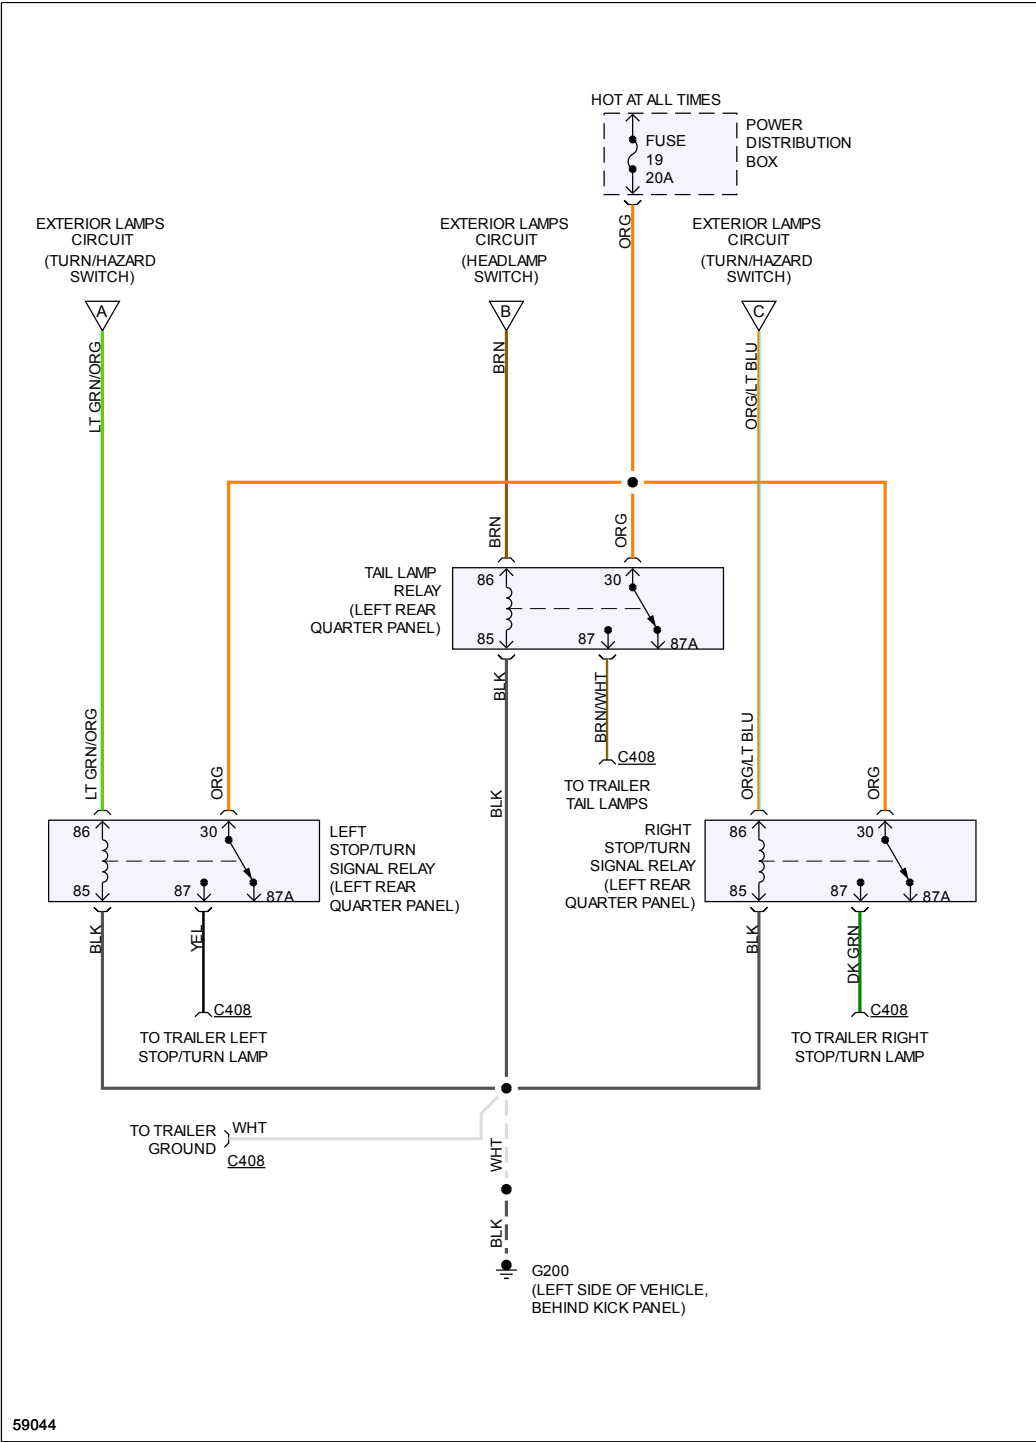 HOT AT ALL TIMES
FUSE
19
20A
POWER
DISTRIBUTION
BOX
EXTERIOR LAMPS
CIRCUIT
(TURN/HAZARD
SWITCH)
A
EXTERIOR LAMPS
CIRCUIT
(HEADLAMP
SWITCH)
B
ORG
EXTERIOR LAMPS
CIRCUIT
(TURN/HAZARD
SWITCH)
C
LT GRN/ORG
BRN
ORG/LT BLU
BRN
ORG
TAIL LAMP
RELAY
(LEFT REAR
QUARTER PANEL)
86
30
85
87
87A
BLK
BRN/WHT
C408
TO TRAILER
TAIL LAMPS
LT GRN/ORG
ORG
BLK
ORG/LT BLU
ORG
86
30
85
87
87A
LEFT
STOP/TURN
SIGNAL RELAY
(LEFT REAR
QUARTER PANEL)
RIGHT
STOP/TURN
SIGNAL RELAY
(LEFT REAR
QUARTER PANEL)
86
30
85
87
87A
BLK
YEL
C408
TO TRAILER LEFT
STOP/TURN LAMP
BLK
DK GRN
C408
TO TRAILER RIGHT
STOP/TURN LAMP
TO TRAILER
GROUND
WHT
C408
WHT
BLK
G200
(LEFT SIDE OF VEHICLE,
BEHIND KICK PANEL)
59044